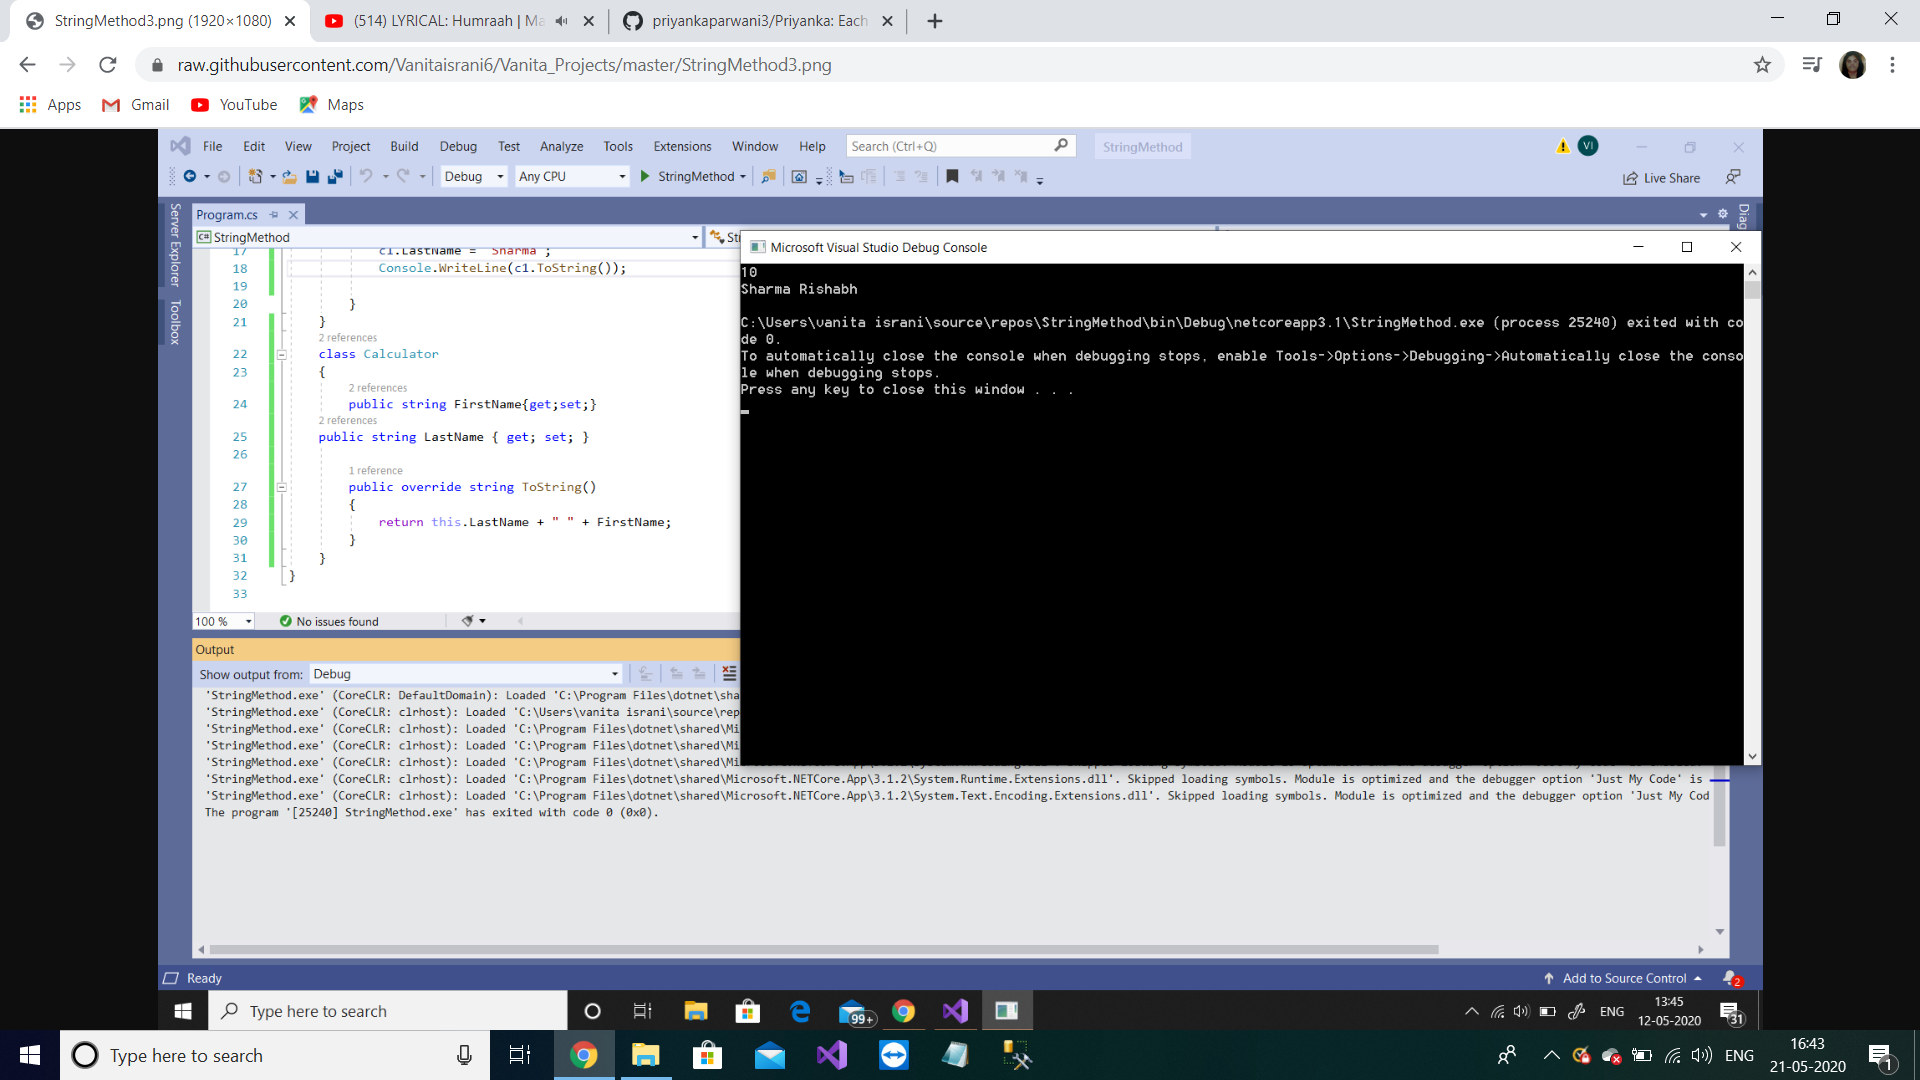 StringMethod3.png (1920×1080)
(514) LYRICAL: Humraah | Ma
priyankaparwani3/Priyanka: Each
raw.githubusercontent.com/Vanitaisrani6/Vanita_Projects/master/StringMethod3.png
Apps Gmail YouTube Maps
File Edit View Project Build Debug Test Analyze Tools Extensions Window Help Search (Ctrl+Q) StringMethod VI
Debug Any CPU StringMethod Live Share
Server Explorer
Toolbox
Diag
Program.cs
StringMethod
17 c1.LastName = "Sharma";
18 Console.WriteLine(c1.ToString());
19
20 }
21 }
2 references
22 class Calculator
23 {
2 references
24 public string FirstName{get;set;}
2 references
25 public string LastName { get; set; }
26
1 reference
27 public override string ToString()
28 {
29 return this.LastName + " " + FirstName;
30 }
31 }
32 }
33
100 % No issues found
Microsoft Visual Studio Debug Console
10
Sharma Rishabh
C:\Users\vanita israni\source\repos\StringMethod\bin\Debug\netcoreapp3.1\StringMethod.exe (process 25240) exited with co
de 0.
To automatically close the console when debugging stops, enable Tools->Options->Debugging->Automatically close the conso
le when debugging stops.
Press any key to close this window . . .
Output
Show output from: Debug
'StringMethod.exe' (CoreCLR: DefaultDomain): Loaded 'C:\Program Files\dotnet\sha
'StringMethod.exe' (CoreCLR: clrhost): Loaded 'C:\Users\vanita israni\source\rep
'StringMethod.exe' (CoreCLR: clrhost): Loaded 'C:\Program Files\dotnet\shared\Mi
'StringMethod.exe' (CoreCLR: clrhost): Loaded 'C:\Program Files\dotnet\shared\Mi
'StringMethod.exe' (CoreCLR: clrhost): Loaded 'C:\Program Files\dotnet\shared\Mi
'StringMethod.exe' (CoreCLR: clrhost): Loaded 'C:\Program Files\dotnet\shared\Microsoft.NETCore.App\3.1.2\System.Runtime.Extensions.dll'. Skipped loading symbols. Module is optimized and the debugger option 'Just My Code' is
'StringMethod.exe' (CoreCLR: clrhost): Loaded 'C:\Program Files\dotnet\shared\Microsoft.NETCore.App\3.1.2\System.Text.Encoding.Extensions.dll'. Skipped loading symbols. Module is optimized and the debugger option 'Just My Cod
The program '[25240] StringMethod.exe' has exited with code 0 (0x0).
Ready Add to Source Control 2
Type here to search 99+ ENG 13:45 31
12-05-2020
Type here to search ENG 16:43 1
21-05-2020